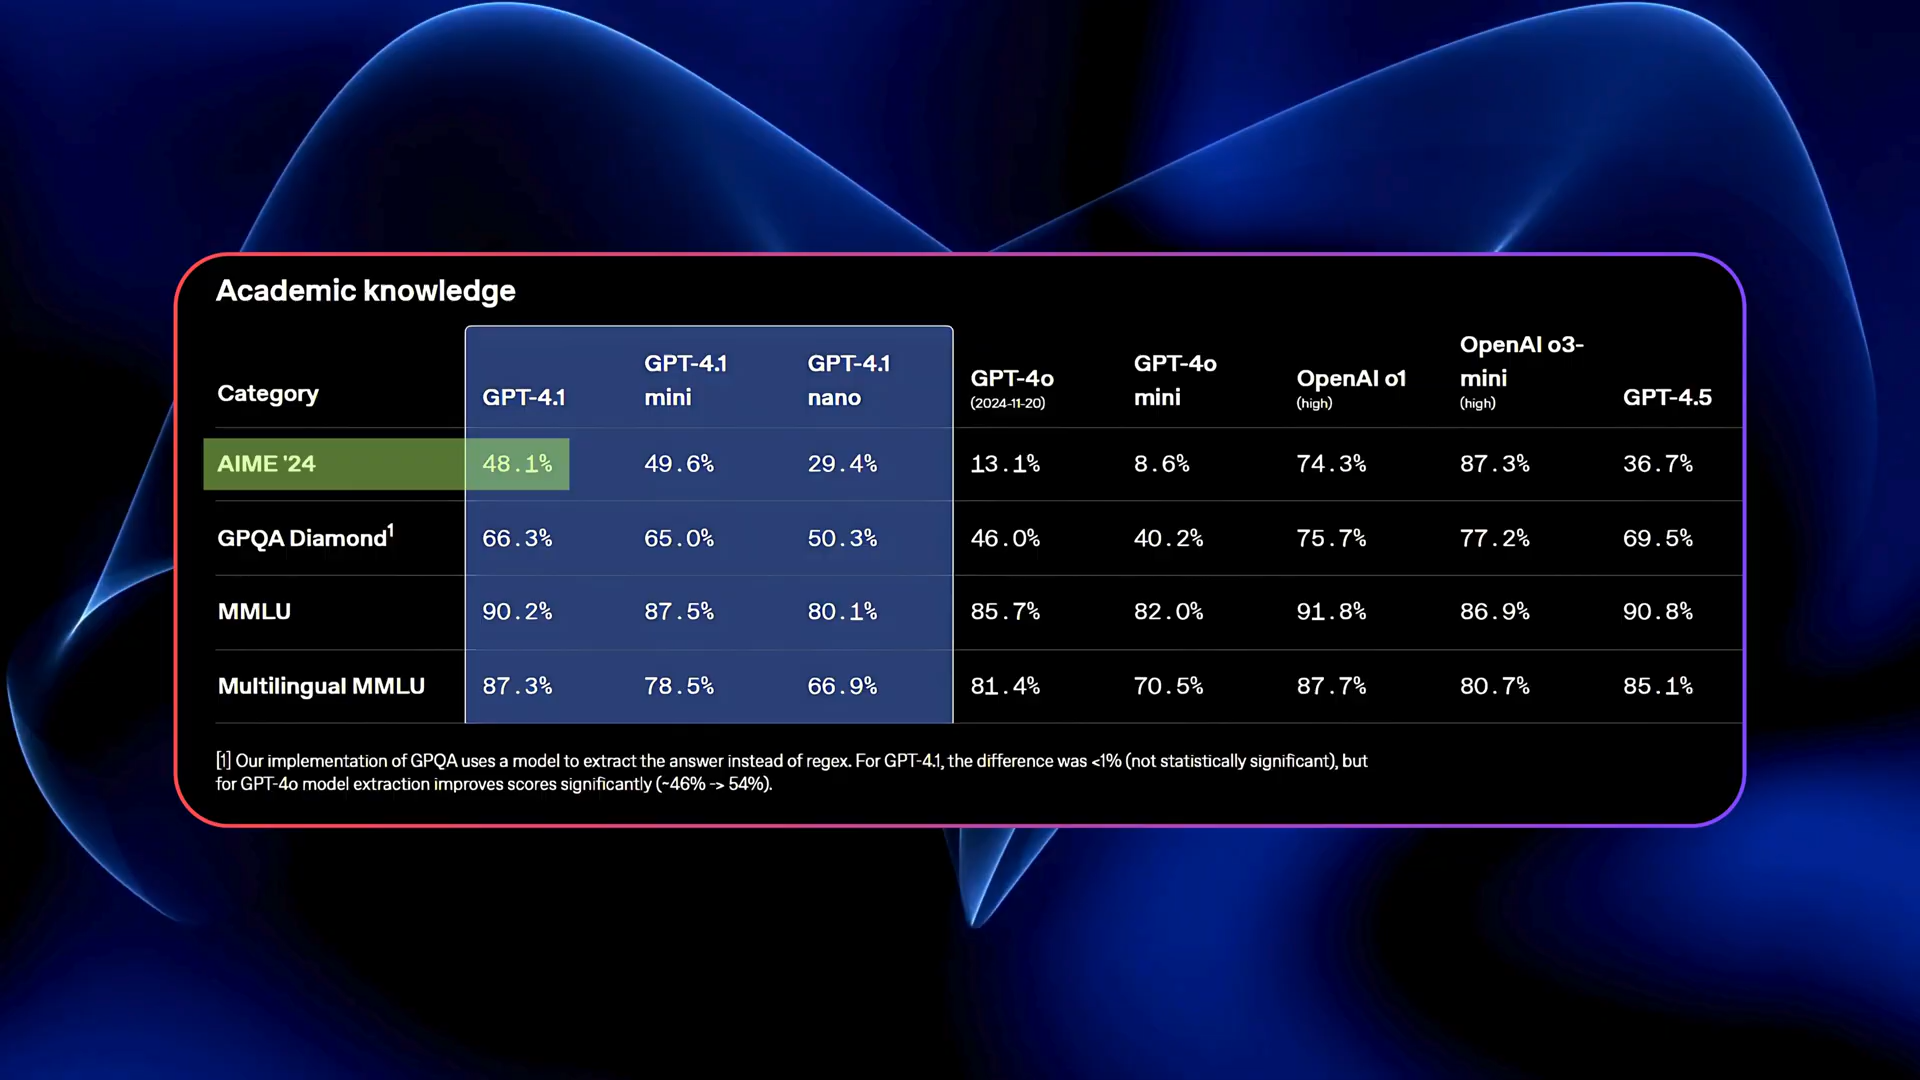 Academic knowledge
Category GPT-4.1 GPT-4.1 mini GPT-4.1 nano GPT-4o (2024-11-20) GPT-4o mini OpenAI o1 (high) OpenAI o3-mini (high) GPT-4.5
AIME '24 48.1% 49.6% 29.4% 13.1% 8.6% 74.3% 87.3% 36.7%
GPQA Diamond¹ 66.3% 65.0% 50.3% 46.0% 40.2% 75.7% 77.2% 69.5%
MMLU 90.2% 87.5% 80.1% 85.7% 82.0% 91.8% 86.9% 90.8%
Multilingual MMLU 87.3% 78.5% 66.9% 81.4% 70.5% 87.7% 80.7% 85.1%
[1] Our implementation of GPQA uses a model to extract the answer instead of regex. For GPT-4.1, the difference was <1% (not statistically significant), but
for GPT-4o model extraction improves scores significantly (~46% -> 54%).